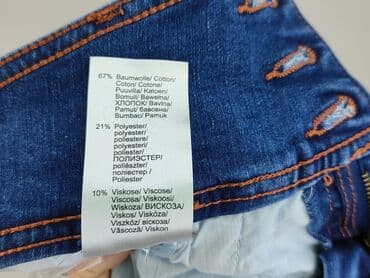 67% Baumwolle/ Cotton/
Coton/ Cotone/
Puuvilla/ Katoen/
Bomull/ Bawełna/
ХЛОПОК/ Bavlna/
Pamut/ Бавовна/
Bumbac/ Pamuk
21% Polyester/
polyester/
poliestere/
polyesteri/
poliester/
ПОЛИЭСТЕР/
poliészter/
поліестер /
Poliester
10% Viskose/ Viscose/
Viscosa/ Viskoosi/
Wiskoza/ ВИСКОЗА/
Viskos/ Viskóza/
Viszkóz/ віскоза/
Vâscoză/ Viskon